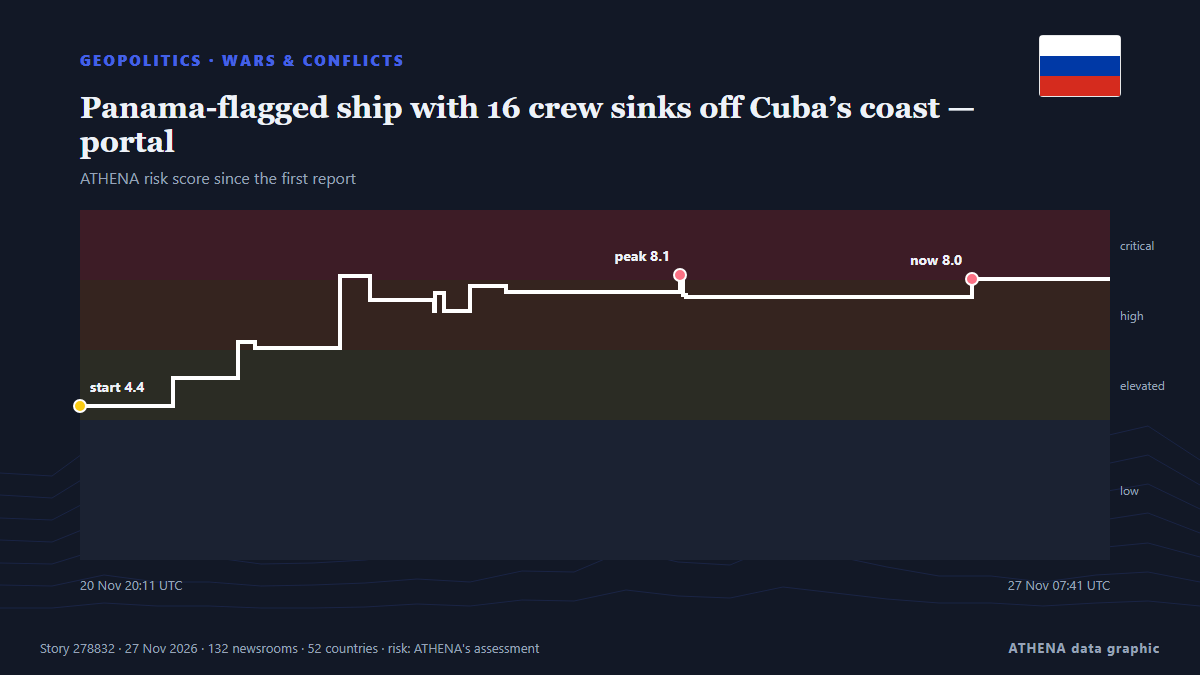 GEOPOLITICS · WARS & CONFLICTS
Panama-flagged ship with 16 crew sinks off Cuba’s coast —
portal
ATHENA risk score since the first report
critical
peak 8.1
now 8.0
high
start 4.4
elevated
low
20 Nov 20:11 UTC
27 Nov 07:41 UTC
Story 278832 · 27 Nov 2026 · 132 newsrooms · 52 countries · risk: ATHENA's assessment
ATHENA data graphic